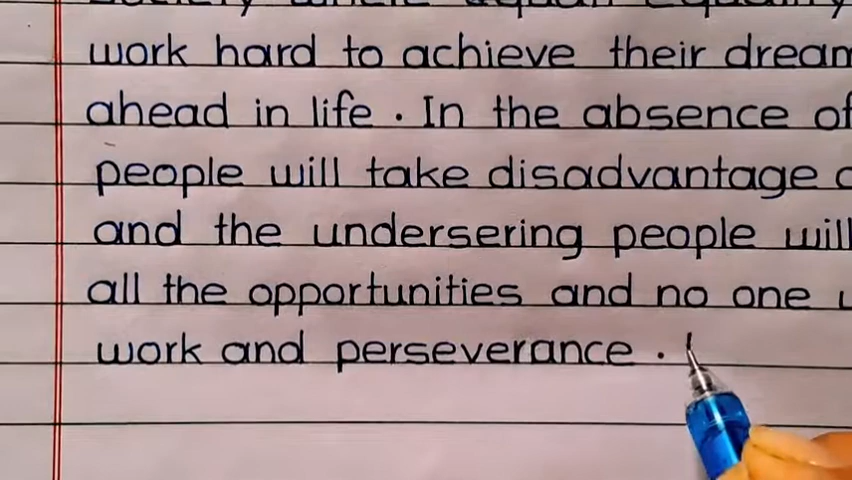 work hard to achieve their dream
ahead in life . In the absence of
people will take disadvantage
and the undersering people will
all the opportunities and no one
work and perseverance .